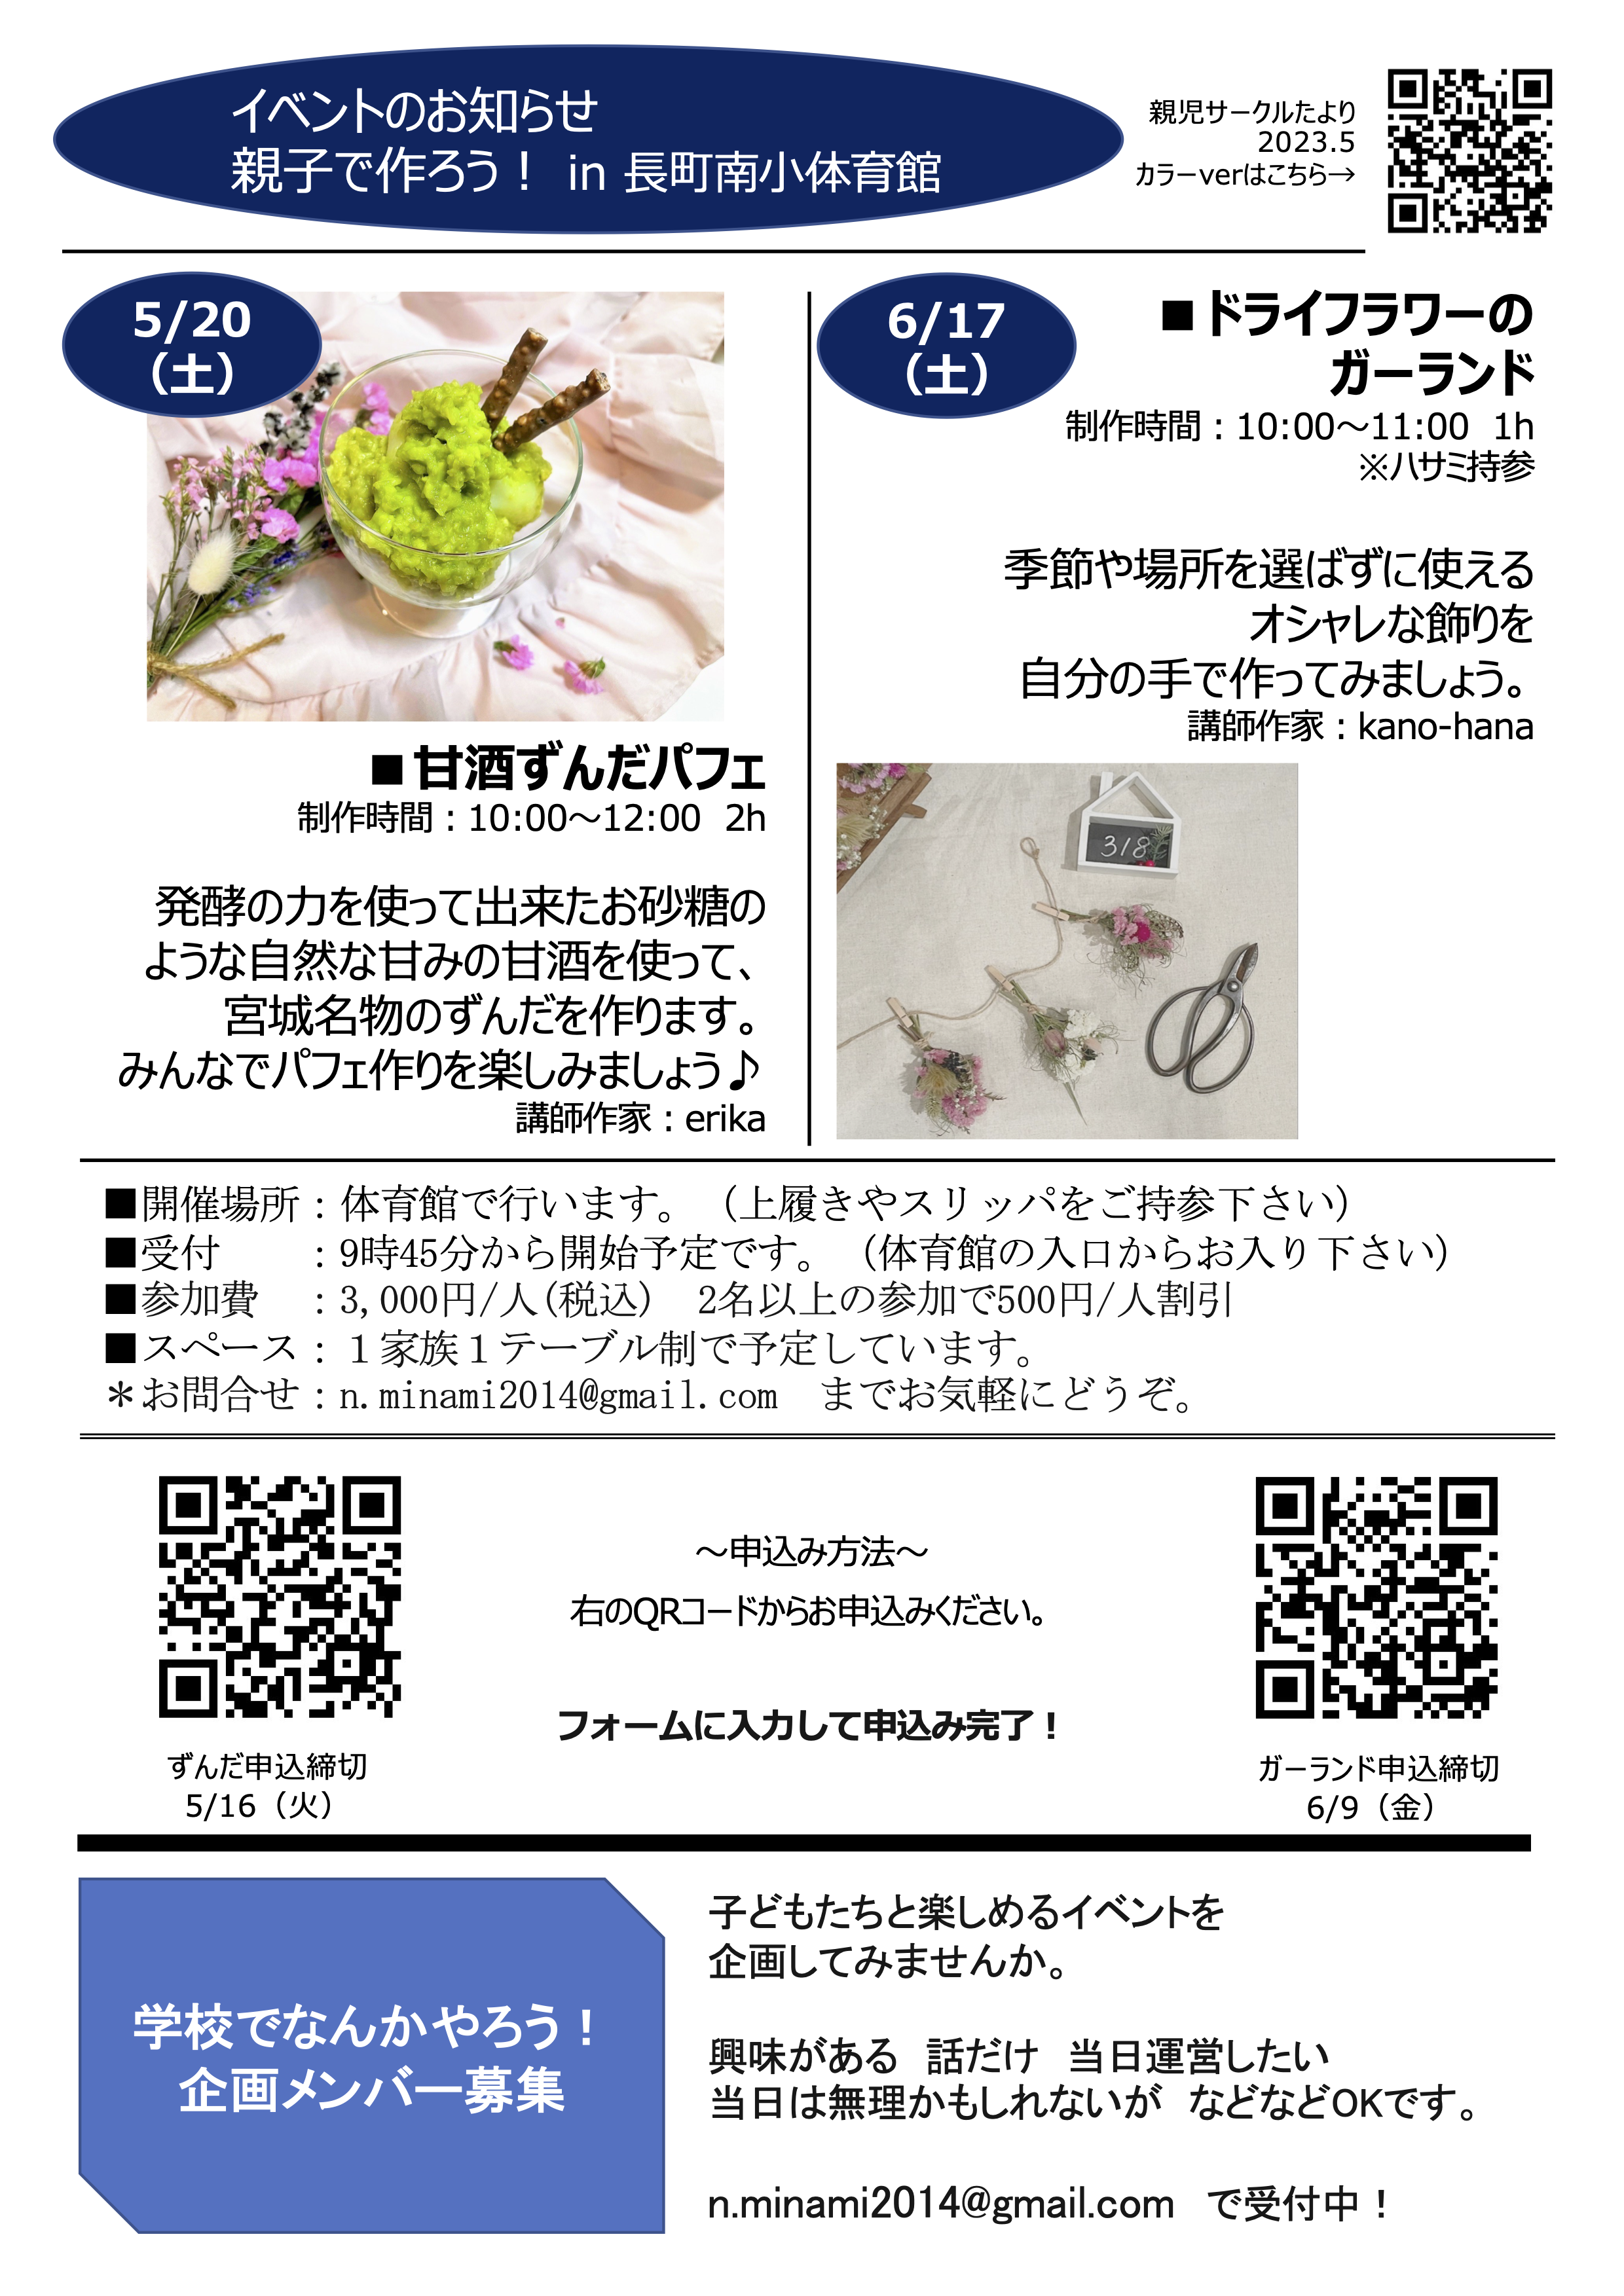 イベントのお知らせ
親子で作ろう！ in 長町南小体育館
親児サークルたより
2023.5
カラーverはこちら→
5/20
（土）
■甘酒ずんだパフェ
制作時間：10:00～12:00 2h
発酵の力を使って出来たお砂糖の
ような自然な甘みの甘酒を使って、
宮城名物のずんだを作ります。
みんなでパフェ作りを楽しみましょう♪
講師作家：erika
6/17
（土）
■ドライフラワーの
ガーランド
制作時間：10:00～11:00 1h
※ハサミ持参
季節や場所を選ばずに使える
オシャレな飾りを
自分の手で作ってみましょう。
講師作家：kano-hana
318
■開催場所：体育館で行います。（上履きやスリッパをご持参下さい）
■受付　　：9時45分から開始予定です。（体育館の入口からお入り下さい）
■参加費　：3,000円/人(税込)　2名以上の参加で500円/人割引
■スペース：１家族１テーブル制で予定しています。
＊お問合せ：n.minami2014@gmail.com　までお気軽にどうぞ。
～申込み方法～
右のQRコードからお申込みください。
フォームに入力して申込み完了！
ずんだ申込締切
5/16（火）
ガーランド申込締切
6/9（金）
学校でなんかやろう！
企画メンバー募集
子どもたちと楽しめるイベントを
企画してみませんか。
興味がある　話だけ　当日運営したい
当日は無理かもしれないが　などなどOKです。
n.minami2014@gmail.com　で受付中！